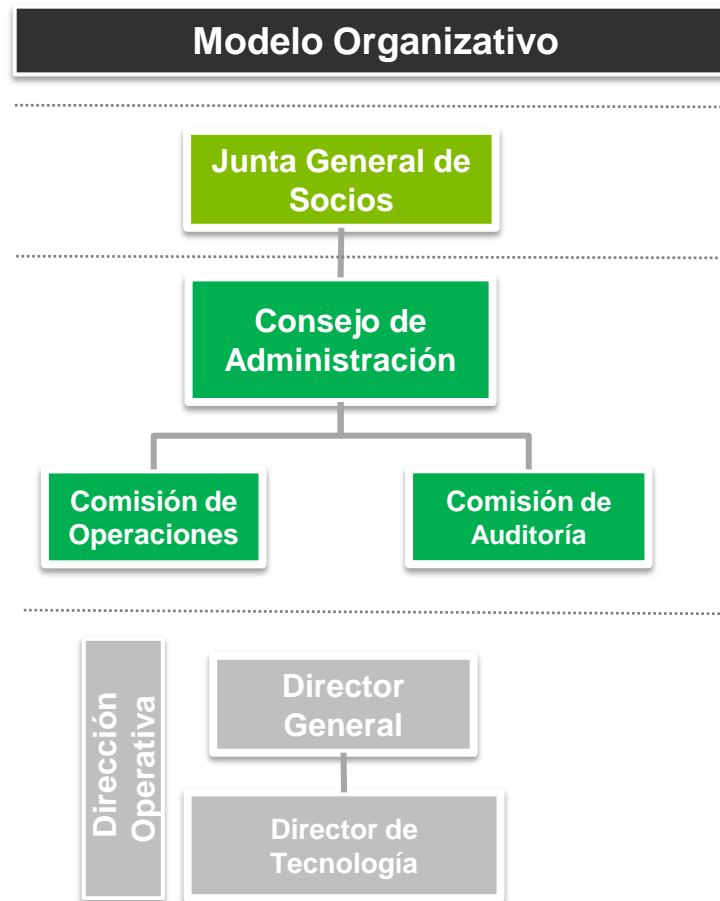 Modelo Organizativo
Junta General de
Socios
Consejo de
Administración
Comisión de
Operaciones
Comisión de
Auditoría
Dirección
Operativa
Director
General
Director de
Tecnología